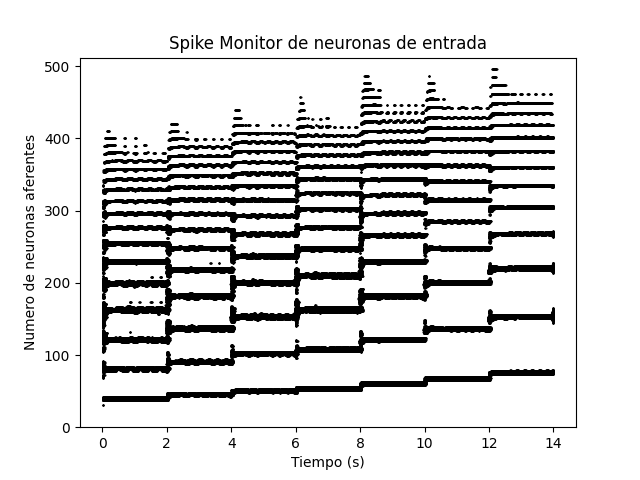 Spike Monitor de neuronas de entrada
500
400
300
200
100
0
Numero de neuronas aferentes
0 2 4 6 8 10 12 14
Tiempo (s)